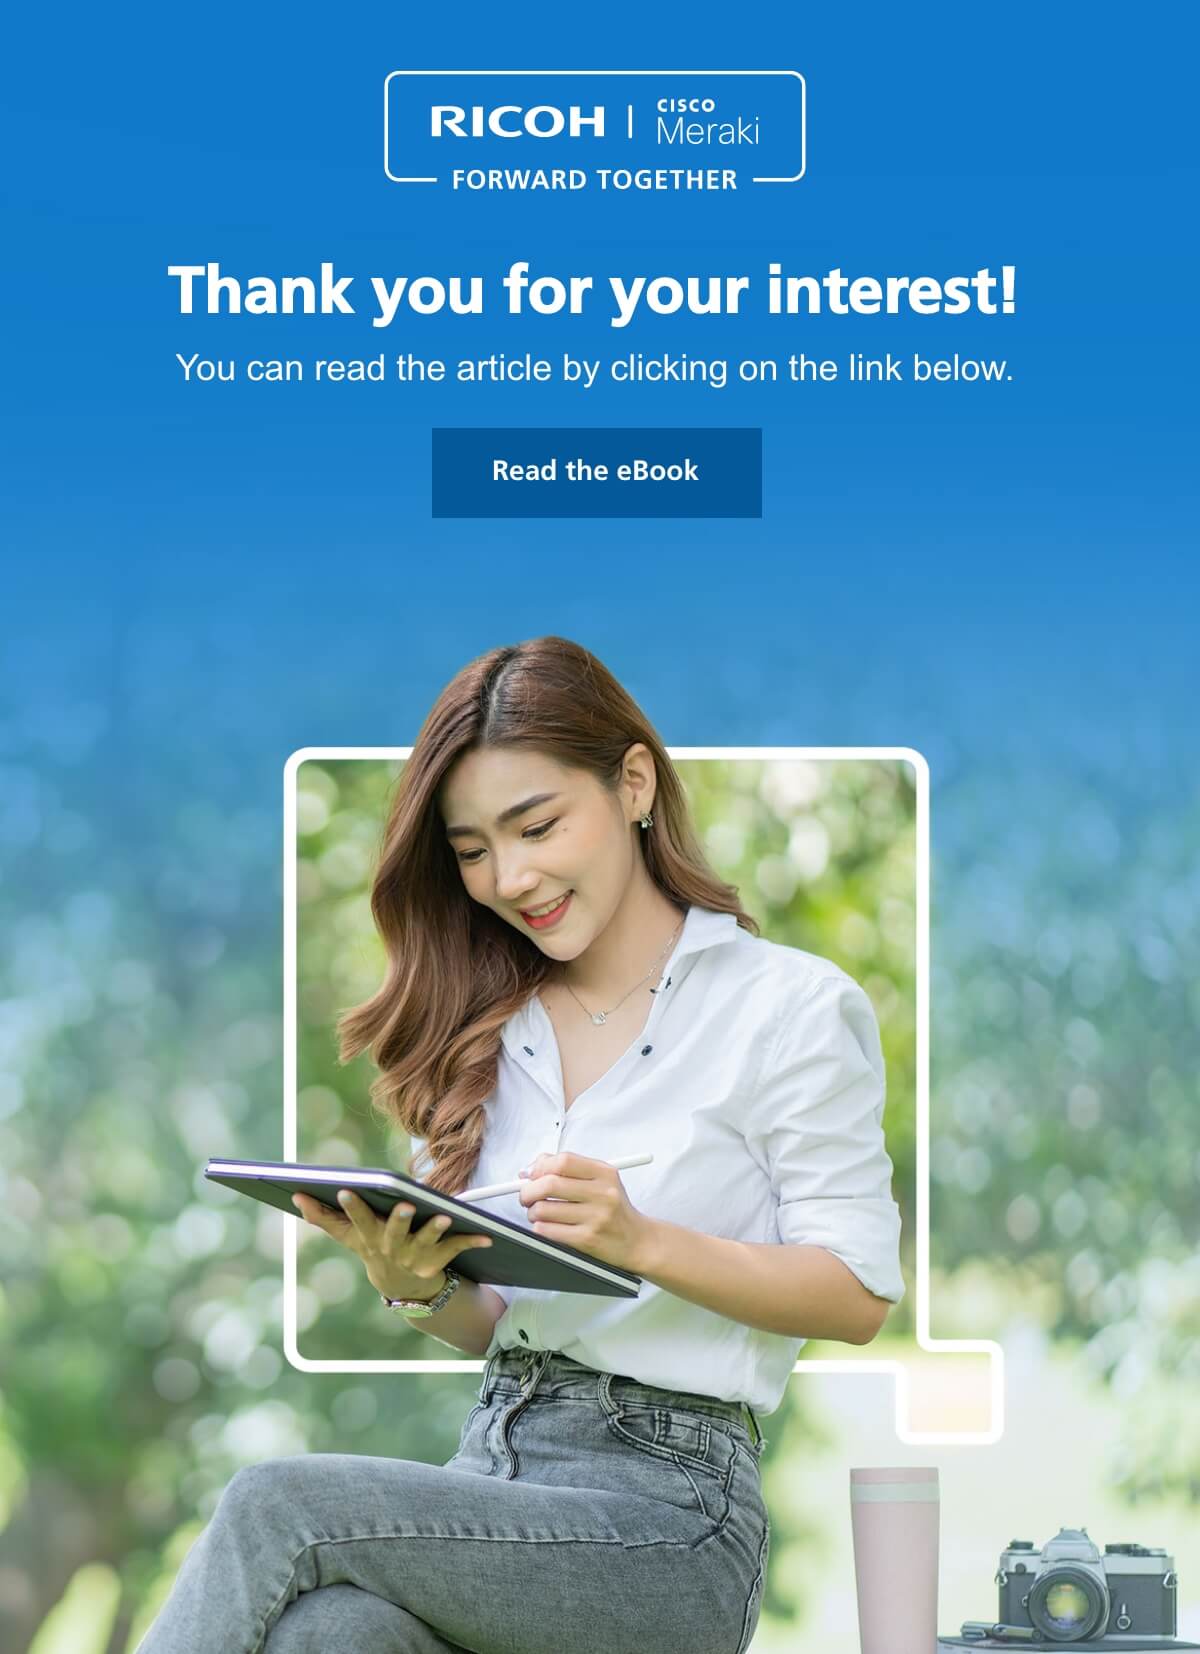 RICOH | CISCO Meraki
FORWARD TOGETHER
Thank you for your interest!
You can read the article by clicking on the link below.
Read the eBook